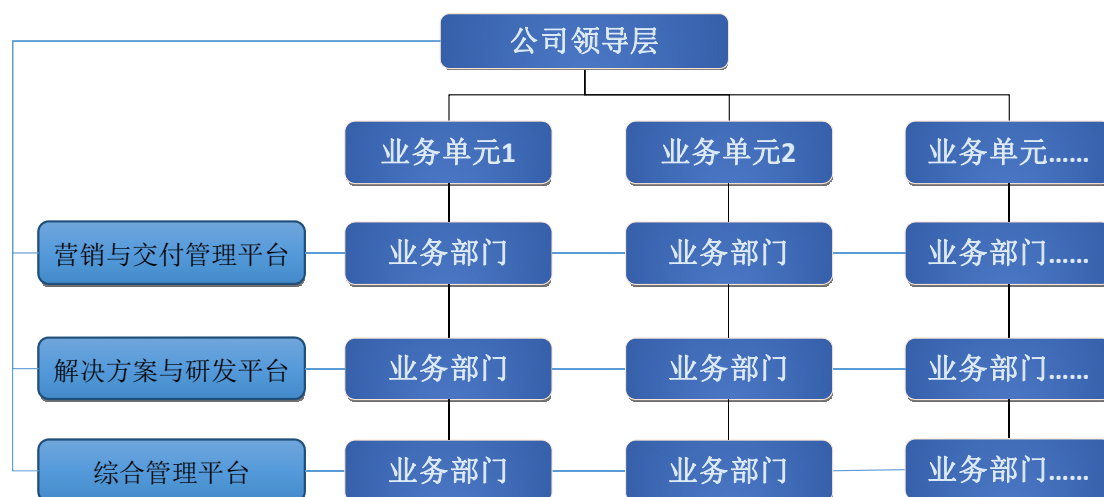 公司领导层
业务单元1
业务单元2
业务单元......
营销与交付管理平台
业务部门
业务部门
业务部门......
解决方案与研发平台
业务部门
业务部门
业务部门......
综合管理平台
业务部门
业务部门
业务部门......